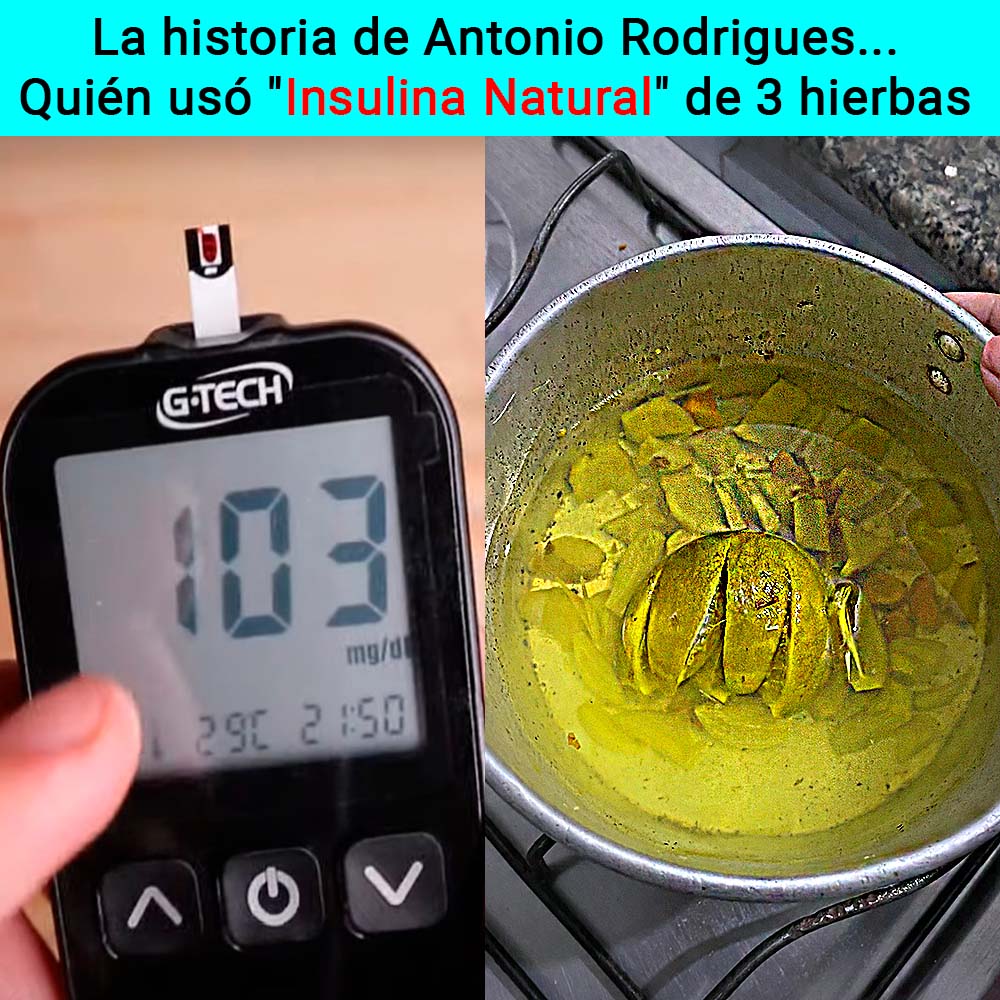 La historia de Antonio Rodrigues...
Quién usó "Insulina Natural" de 3 hierbas
G-TECH
103
mg/dl
29C 21:50